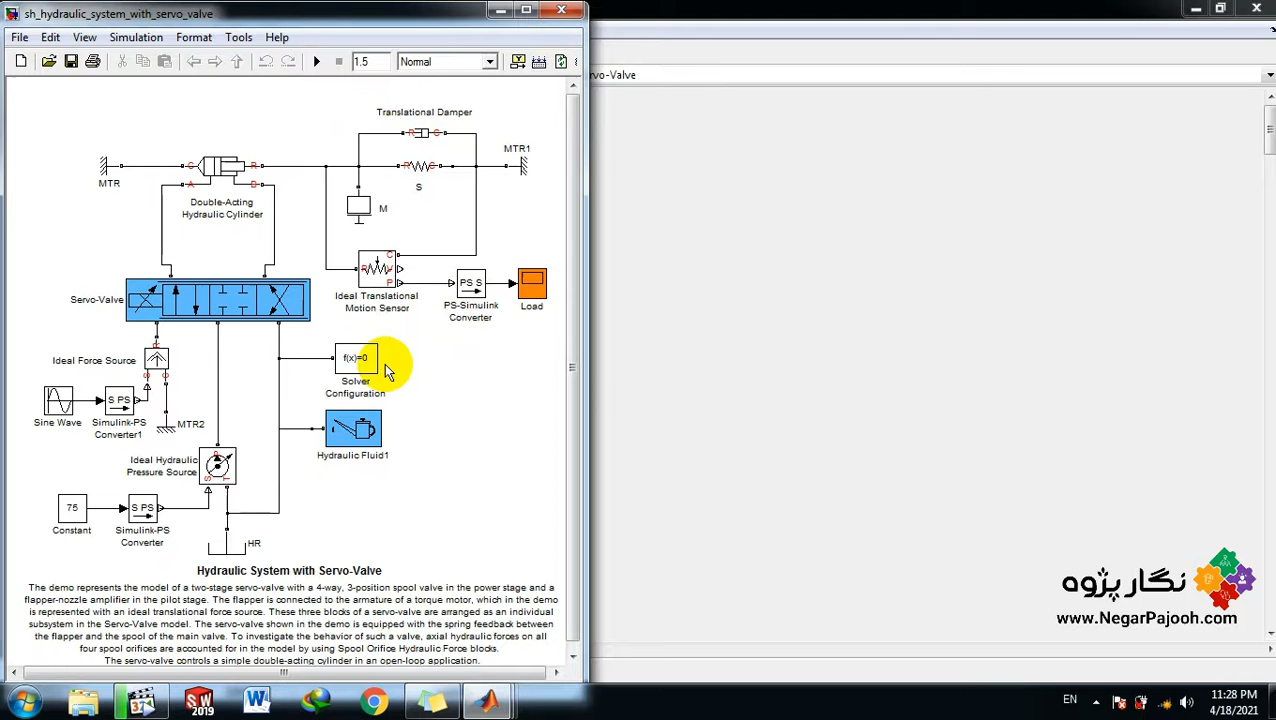 sh_hydraulic_system_with_servo_valve
File Edit View Simulation Format Tools Help
1.5 Normal
rvo-Valve
Translational Damper
R C
MTR1
C R
R C
MTR
A B
S
Double-Acting
Hydraulic Cylinder
M
C
R V
P
PS S
Servo-Valve
Ideal Translational
Motion Sensor
PS-Simulink
Converter
Load
Ideal Force Source
f(x)=0
Solver
Configuration
S PS
Sine Wave
Simulink-PS
Converter1
MTR2
Hydraulic Fluid1
Ideal Hydraulic
Pressure Source
P
S T
75
S PS
Constant
Simulink-PS
Converter
HR
Hydraulic System with Servo-Valve
The demo represents the model of a two-stage servo-valve with a 4-way, 3-position spool valve in the power stage and a
flapper-nozzle amplifier in the pilot stage. The flapper is connected to the armature of a torque motor, which in the demo
is represented with an ideal translational force source. These three blocks of a servo-valve are arranged as an individual
subsystem in the Servo-Valve model. The servo-valve shown in the demo is equipped with the spring feedback between
the flapper and the spool of the main valve. To investigate the behavior of such a valve, axial hydraulic forces on all
four spool orifices are accounted for in the model by using Spool Orifice Hydraulic Force blocks.
The servo-valve controls a simple double-acting cylinder in an open-loop application.
نگار پژوه
www.NegarPajooh.com
SW
2019
EN
11:28 PM
4/18/2021